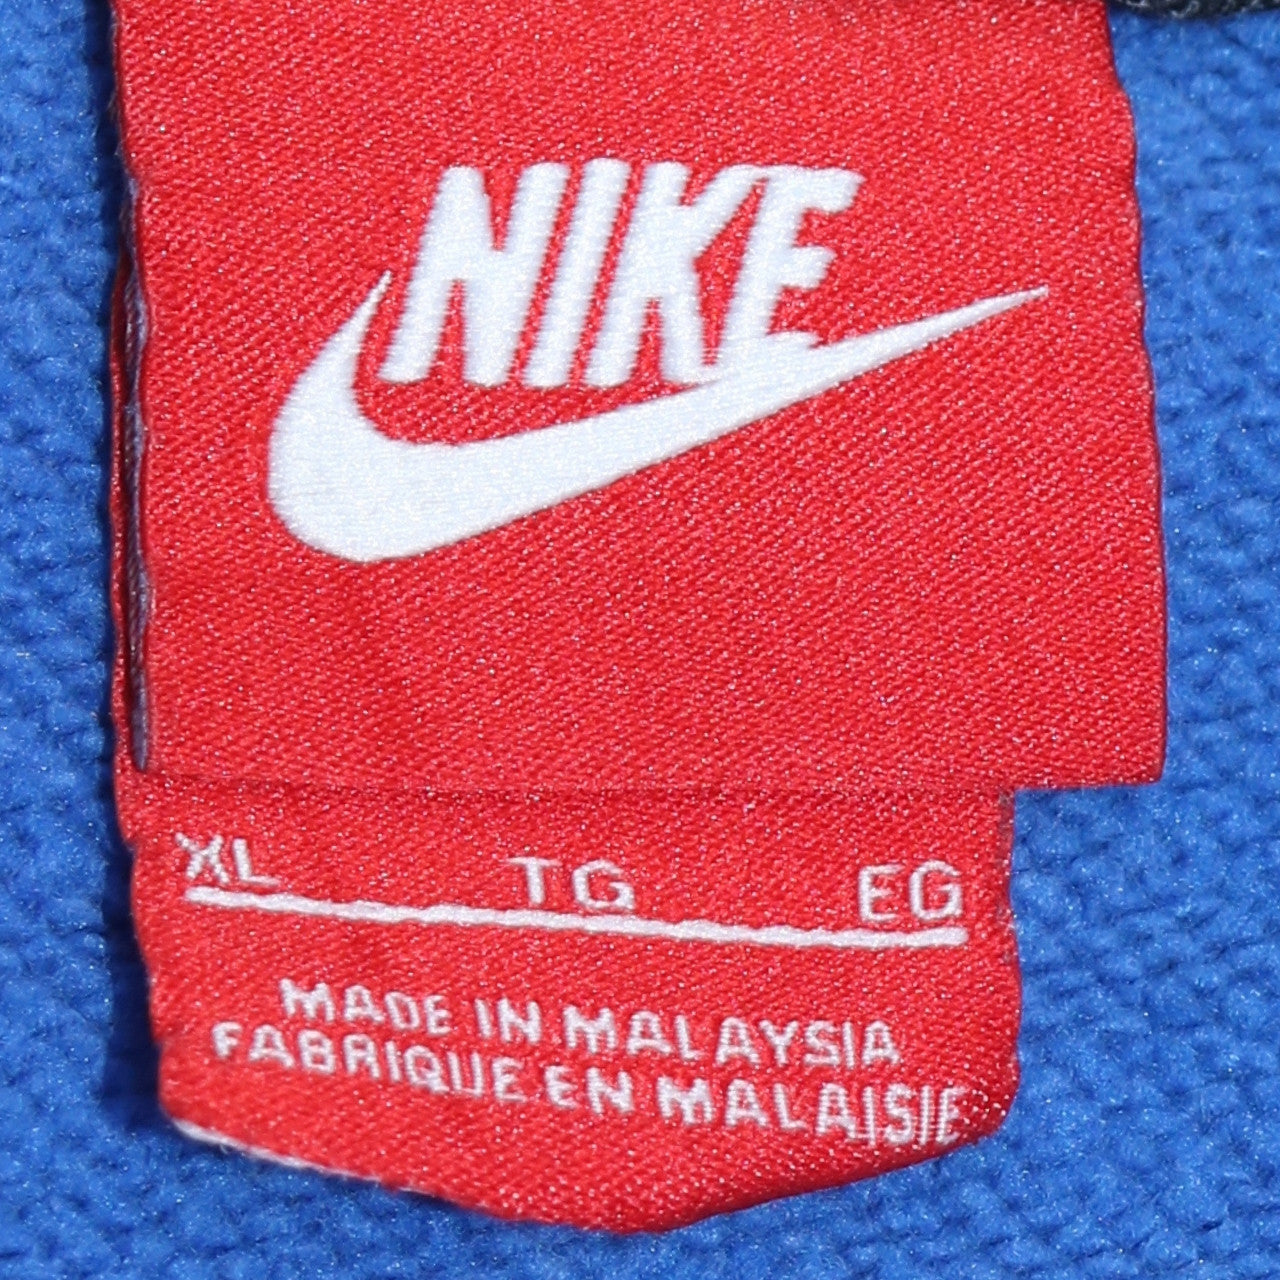 NIKE
XL TG EG
MADE IN MALAYSIA
FABRIQUE EN MALAISIE